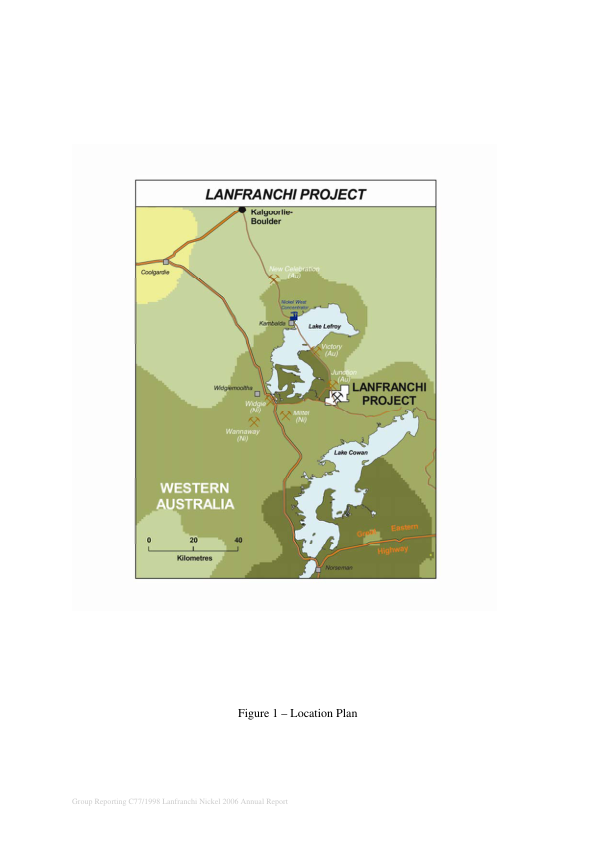 LANFRANCHI PROJECT
Kalgoorlie-
Boulder
Coolgardie
New Celebration
(Au)
Nickel West
Concentrator
Kambalda
Lake Lefroy
Victory
(Au)
Junction
(Au)
Widgiemooltha
LANFRANCHI
PROJECT
Widgie
(Ni)
Mittel
(Ni)
Wannaway
(Ni)
Lake Cowan
WESTERN
AUSTRALIA
Great Eastern
Highway
0 20 40
Kilometres
Norseman
Figure 1 – Location Plan
Group Reporting C77/1998 Lanfranchi Nickel 2006 Annual Report